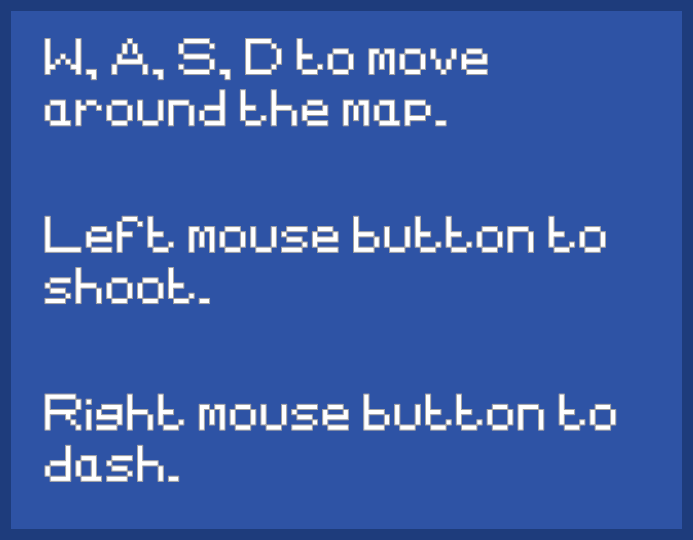 W, A, S, D to move
around the map.
Left mouse button to
shoot.
Right mouse button to
dash.